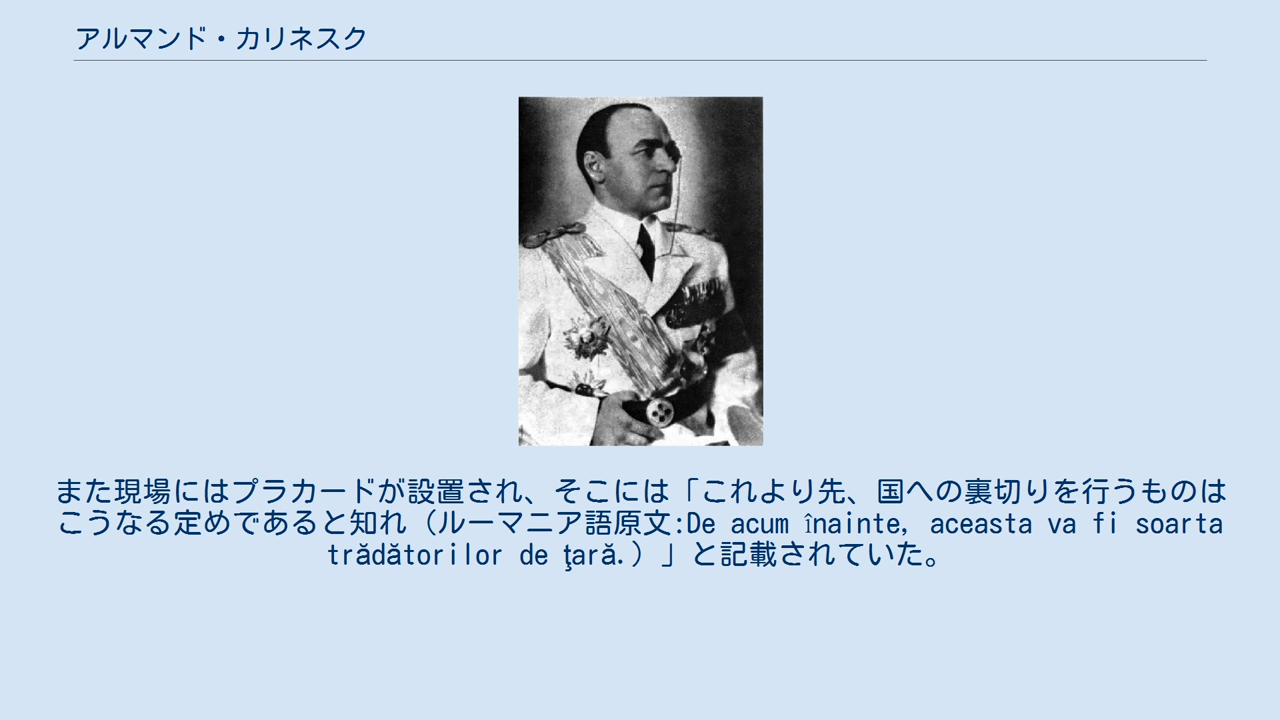 アルマンド・カリネスク
また現場にはプラカードが設置され、そこには「これより先、国への裏切りを行うものは
こうなる定めであると知れ（ルーマニア語原文:De acum înainte, aceasta va fi soarta
trădătorilor de ţară.）」と記載されていた。